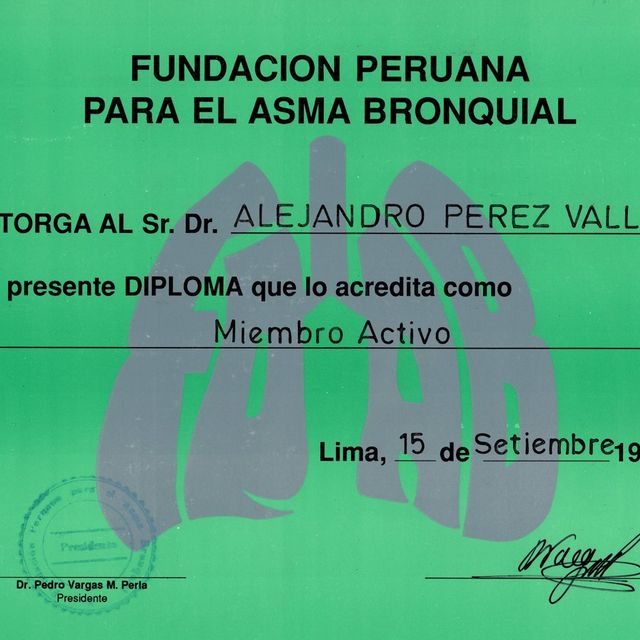 FUNDACION PERUANA
PARA EL ASMA BRONQUIAL
TORGA AL Sr. Dr. ALEJANDRO PEREZ VALL
presente DIPLOMA que lo acredita como
Miembro Activo
Lima, 15 de Setiembre 19
Presidente
Dr. Pedro Vargas M. Perla
Presidente